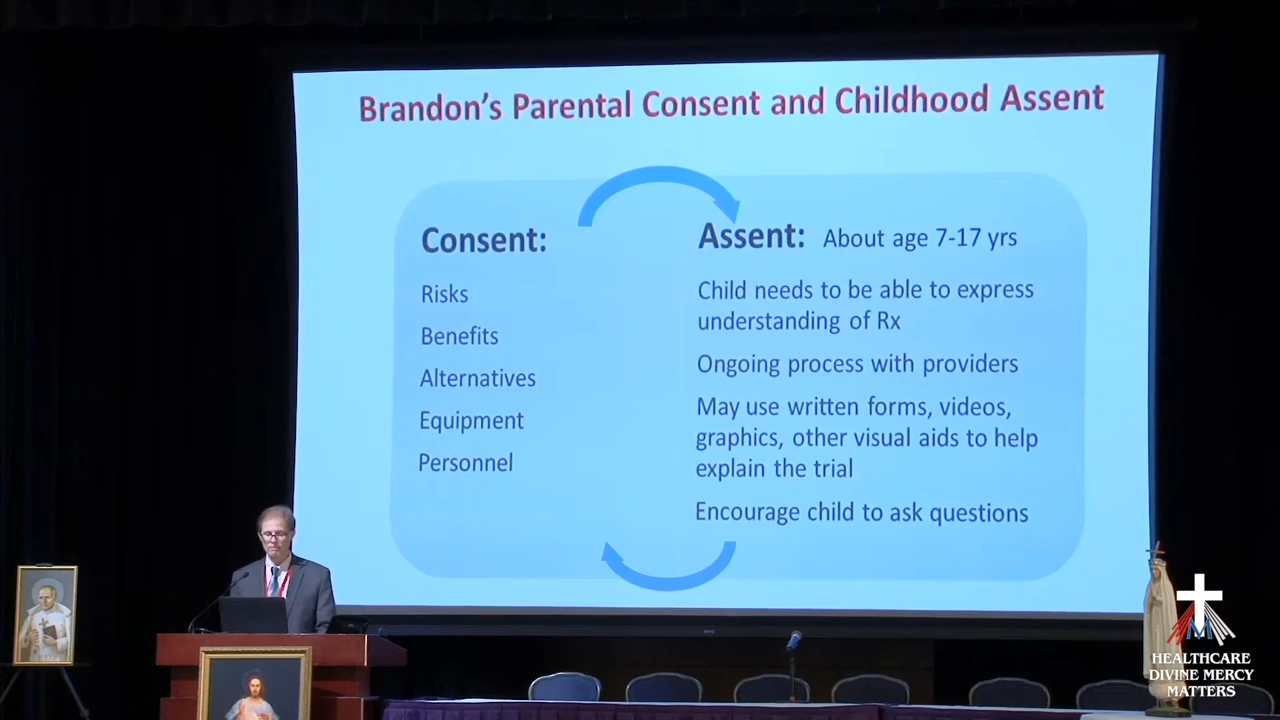 Brandon's Parental Consent and Childhood Assent
Consent:
Risks
Benefits
Alternatives
Equipment
Personnel
Assent: About age 7-17 yrs
Child needs to be able to express
understanding of Rx
Ongoing process with providers
May use written forms, videos,
graphics, other visual aids to help
explain the trial
Encourage child to ask questions
HEALTHCARE
DIVINE MERCY
MATTERS